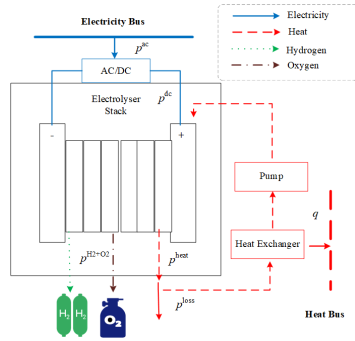 Electricity Bus
p^ac
AC/DC
Electrolyser
Stack
p^dc
-
+
p^H2+O2
p^heat
p^loss
H2 H2
O2
Pump
Heat Exchanger
q
Heat Bus
Electricity
Heat
Hydrogen
Oxygen